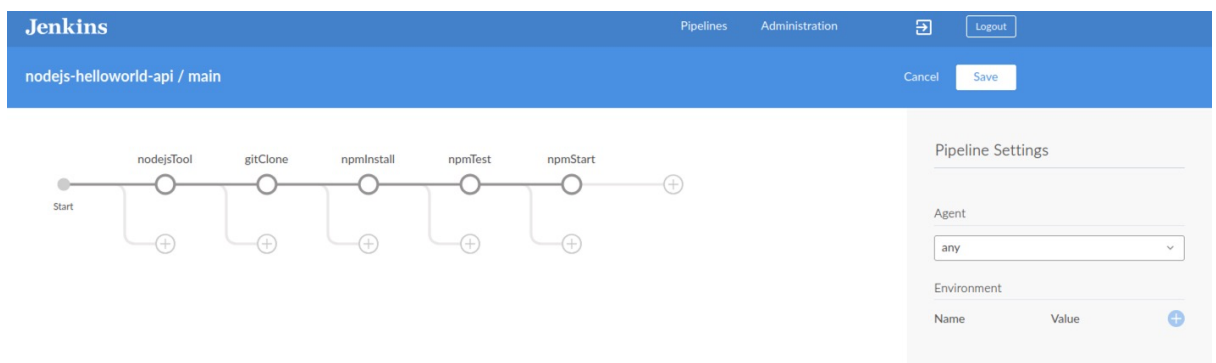 Jenkins
Pipelines Administration Logout
nodejs-helloworld-api / main
Cancel Save
nodejsTool gitClone npmInstall npmTest npmStart
Start
Pipeline Settings
Agent
any
Environment
Name Value